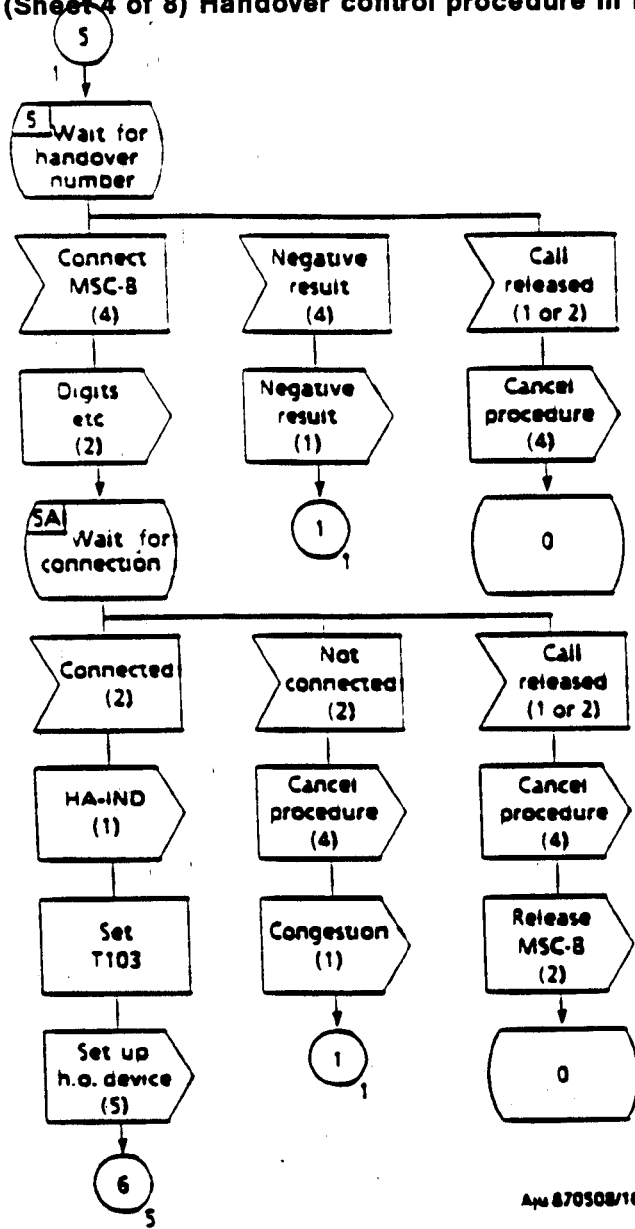 (Sheet 4 of 8) Handover control procedure in
5
1
5
Wait for
handover
number
Connect
MSC-B
(4)
Negative
result
(4)
Call
released
(1 or 2)
Digits
etc
(2)
Negative
result
(1)
Cancel
procedure
(4)
5A
Wait for
connection
1
1
0
Connected
(2)
Not
connected
(2)
Call
released
(1 or 2)
HA-IND
(1)
Cancel
procedure
(4)
Cancel
procedure
(4)
Set
T103
Congestion
(1)
Release
MSC-B
(2)
Set up
h.o. device
(5)
1
1
0
6
5